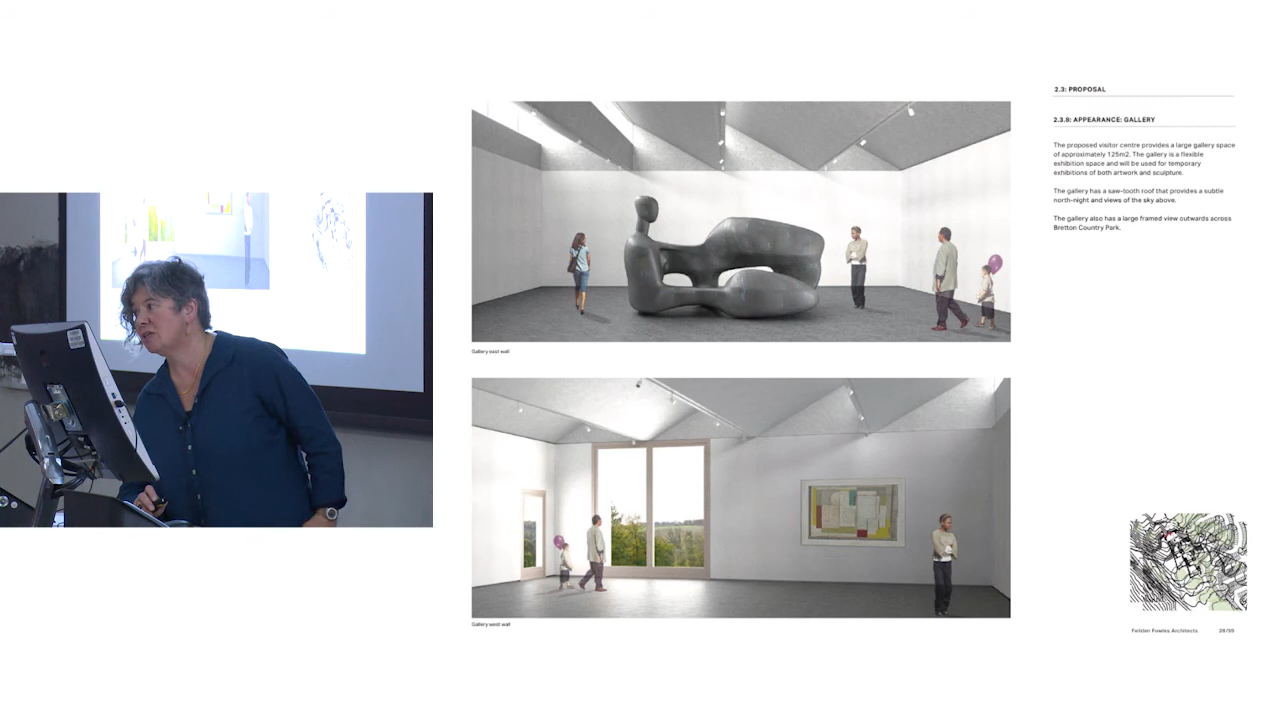 2.3: PROPOSAL
2.3.8: APPEARANCE: GALLERY
The proposed visitor centre provides a large gallery space
of approximately 125m2. The gallery is a flexible
exhibition space and will be used for temporary
exhibitions of both artwork and sculpture.
The gallery has a saw-tooth roof that provides a subtle
north-night and views of the sky above.
The gallery also has a large framed view outwards across
Bretton Country Park.
Gallery east wall
Gallery west wall
Feilden Fowles Architects